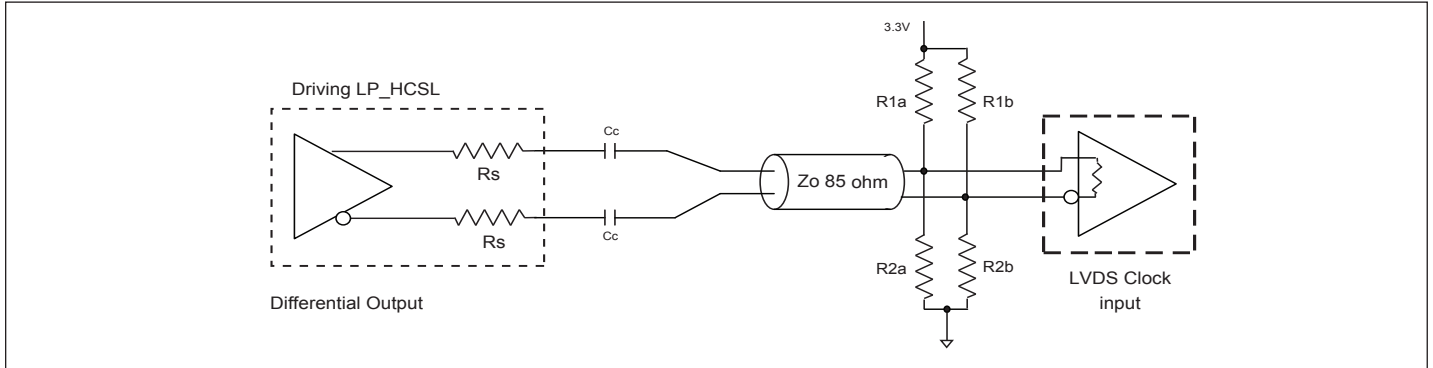 3.3V
Driving LP_HCSL
R1a
R1b
Cc
Rs
Zo 85 ohm
Rs
Cc
R2a
R2b
LVDS Clock
input
Differential Output